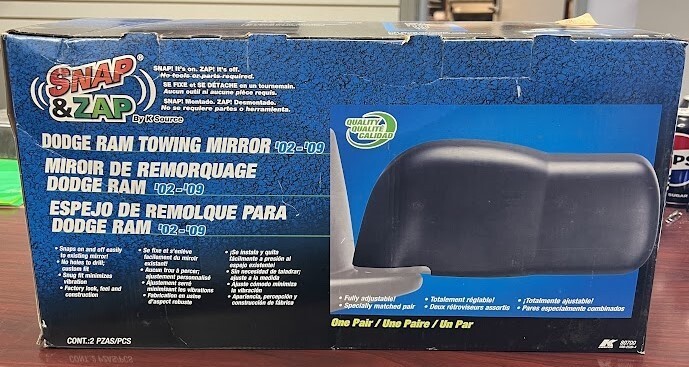 SNAP
& ZAP®
By K Source
SNAP! It's on. ZAP! It's off.
No tools or parts required.
SE FIXE et SE DÉTACHE en un tournemain.
Aucun outil ni aucune pièce requis.
SNAP! Montado. ZAP! Desmontado.
No se requiere partes o herramienta.
DODGE RAM TOWING MIRROR '02-'09
MIROIR DE REMORQUAGE
DODGE RAM '02-'09
ESPEJO DE REMOLQUE PARA
DODGE RAM '02-'09
• Snaps on and off easily
to existing mirror!
• No holes to drill;
custom fit
• Snug fit minimizes
vibration
• Factory look, feel and
construction
• Se fixe et s'enlève
facilement du miroir
existant!
• Aucun trou à percer;
ajustement personnalisé
• Ajustement serré
minimisant les vibrations
• Fabrication en usine
d'aspect robuste
• ¡Se instala y quita
fácilmente a presión al
espejo existente!
• Sin necesidad de taladrar;
ajuste a la medida
• Ajuste cómodo minimiza
la vibración
• Apariencia, percepción y
construcción de fábrica
CONT.:2 PZAS/PCS
QUALITY
QUALITÉ
CALIDAD
• Fully adjustable!
• Specially matched pair
• Totalement réglable!
• Deux rétroviseurs assortis
• ¡Totalmente ajustable!
• Pares especialmente combinados
One Pair / Une Paire / Un Par
K
80700
PEPS
SUGAR